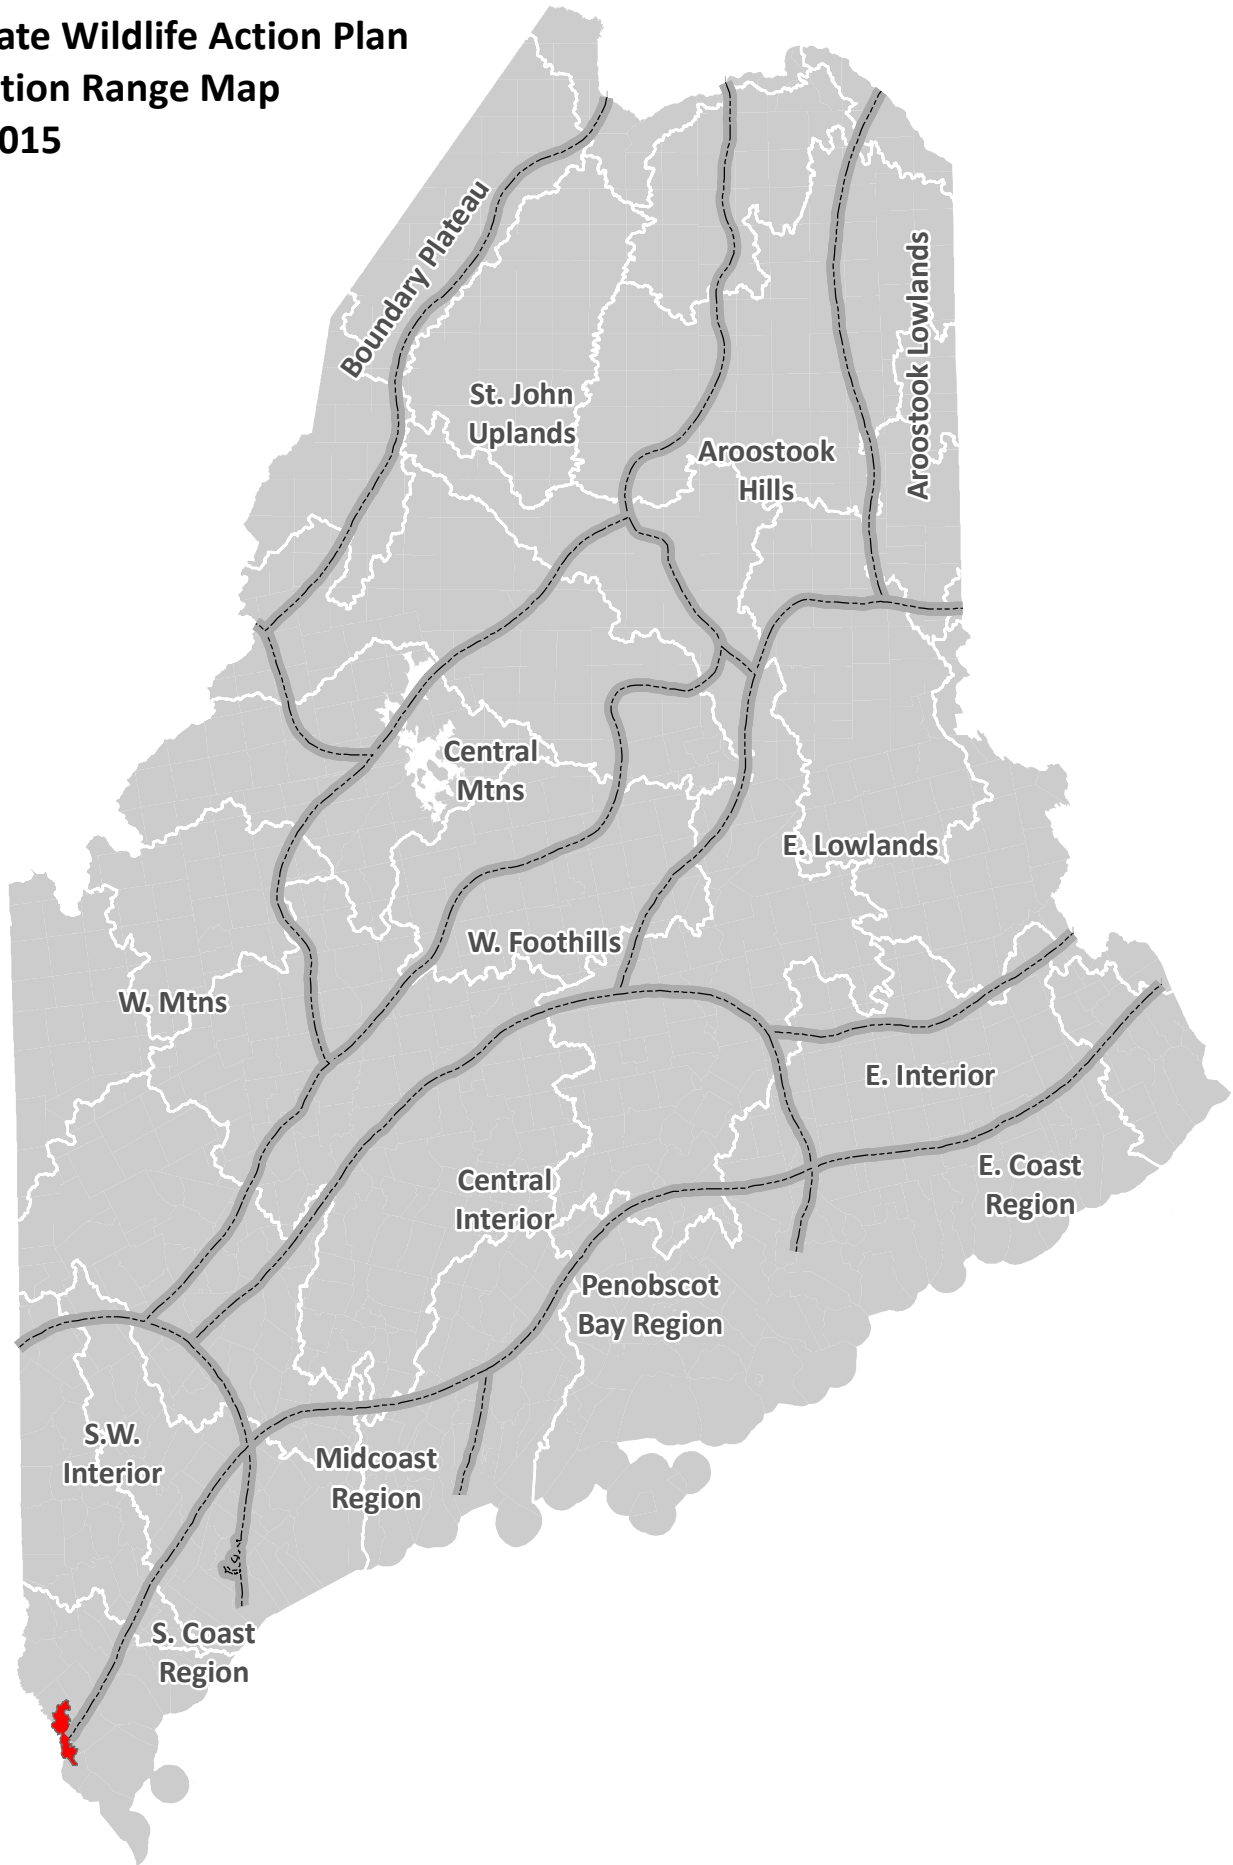 ate Wildlife Action Plan
tion Range Map
015
Boundary Plateau
St. John
Uplands
Aroostook
Hills
Aroostook Lowlands
Central
Mtns
E. Lowlands
W. Foothills
W. Mtns
E. Interior
Central
Interior
E. Coast
Region
Penobscot
Bay Region
S.W.
Interior
Midcoast
Region
S. Coast
Region